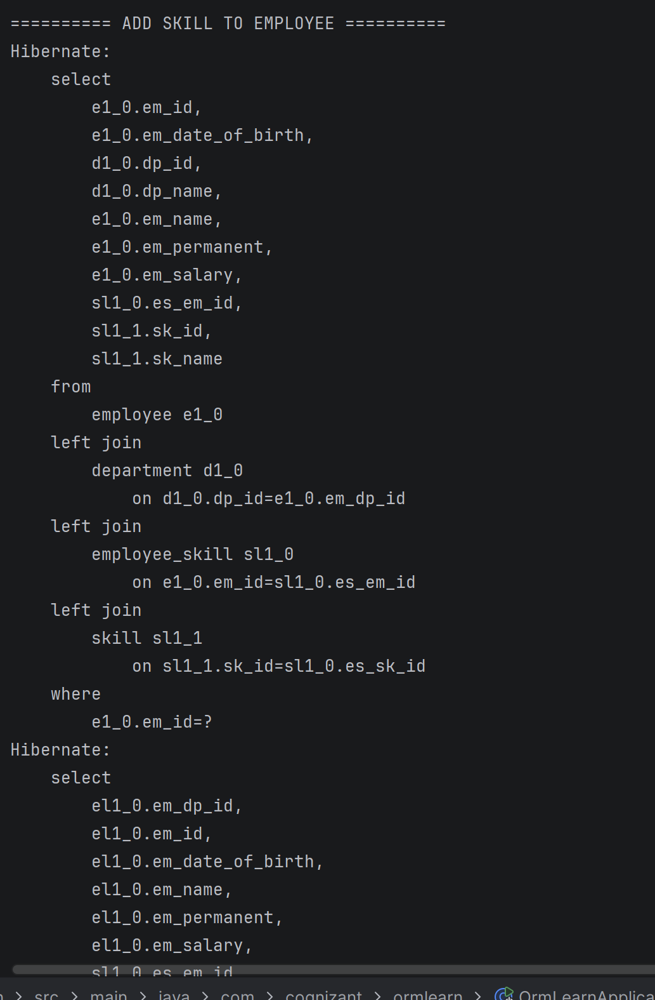 ========== ADD SKILL TO EMPLOYEE ==========
Hibernate:
    select
        e1_0.em_id,
        e1_0.em_date_of_birth,
        d1_0.dp_id,
        d1_0.dp_name,
        e1_0.em_name,
        e1_0.em_permanent,
        e1_0.em_salary,
        sl1_0.es_em_id,
        sl1_1.sk_id,
        sl1_1.sk_name
    from
        employee e1_0
    left join
        department d1_0
            on d1_0.dp_id=e1_0.em_dp_id
    left join
        employee_skill sl1_0
            on e1_0.em_id=sl1_0.es_em_id
    left join
        skill sl1_1
            on sl1_1.sk_id=sl1_0.es_sk_id
    where
        e1_0.em_id=?
Hibernate:
    select
        el1_0.em_dp_id,
        el1_0.em_id,
        el1_0.em_date_of_birth,
        el1_0.em_name,
        el1_0.em_permanent,
        el1_0.em_salary,
        sl1_0.es_em_id
> src > main > java > com > cognizant > ormlearn > OrmLearnApplica